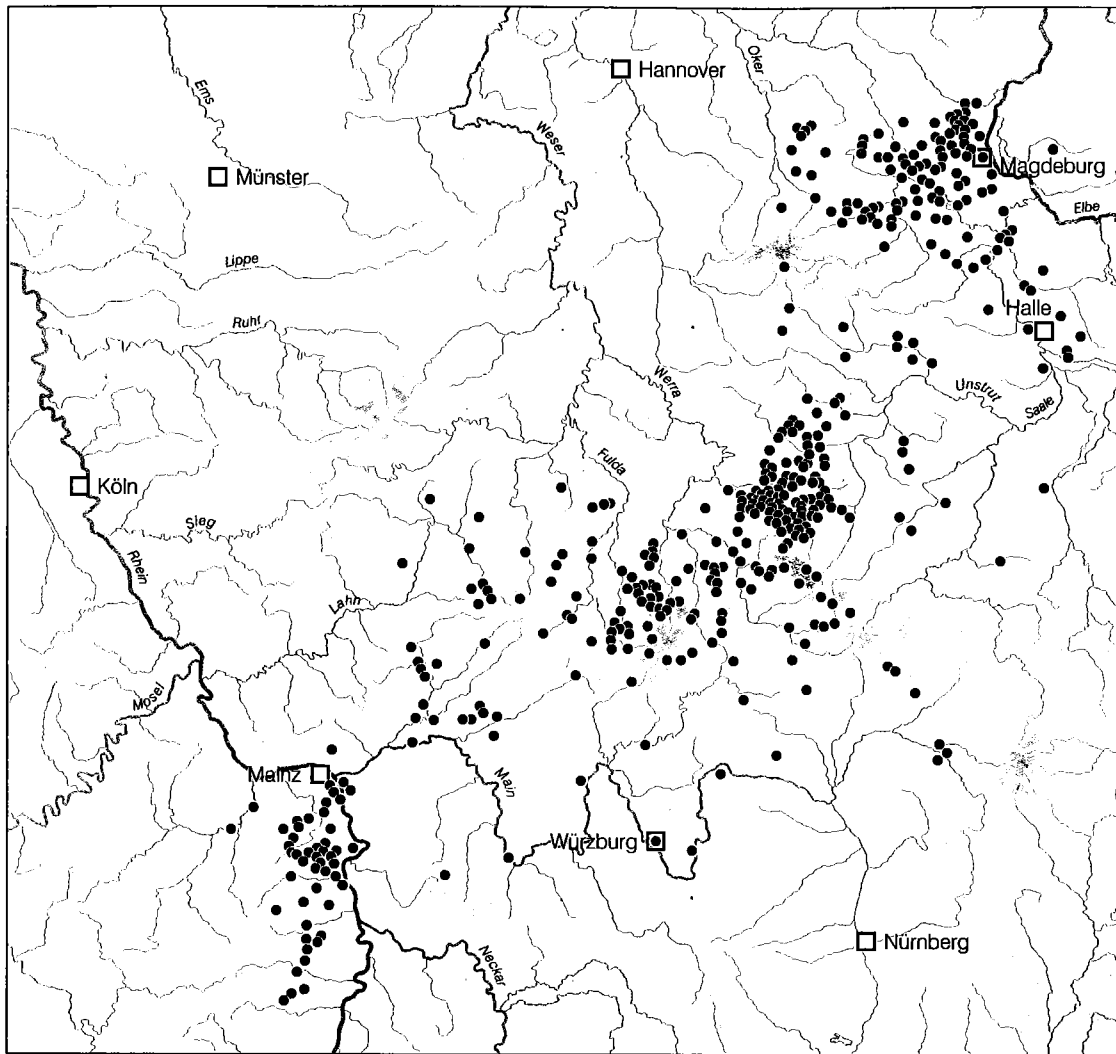 Hannover
Oker
Ems
Weser
Münster
Magdeburg
Elbe
Lippe
Halle
Ruhr
Werra
Unstrut
Saale
Fulda
Köln
Sieg
Rhein
Lahn
Mosel
Mainz
Main
Würzburg
Nürnberg
Neckar